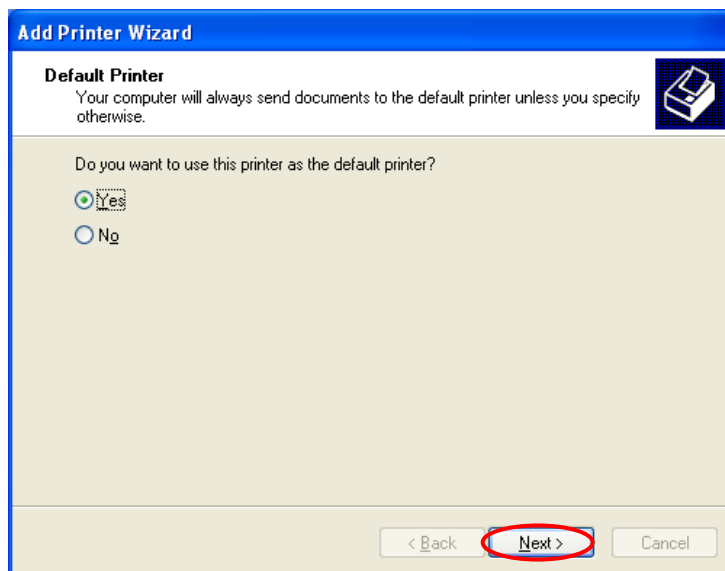 Add Printer Wizard
Default Printer
Your computer will always send documents to the default printer unless you specify
otherwise.
Do you want to use this printer as the default printer?
Yes
No
< Back Next > Cancel